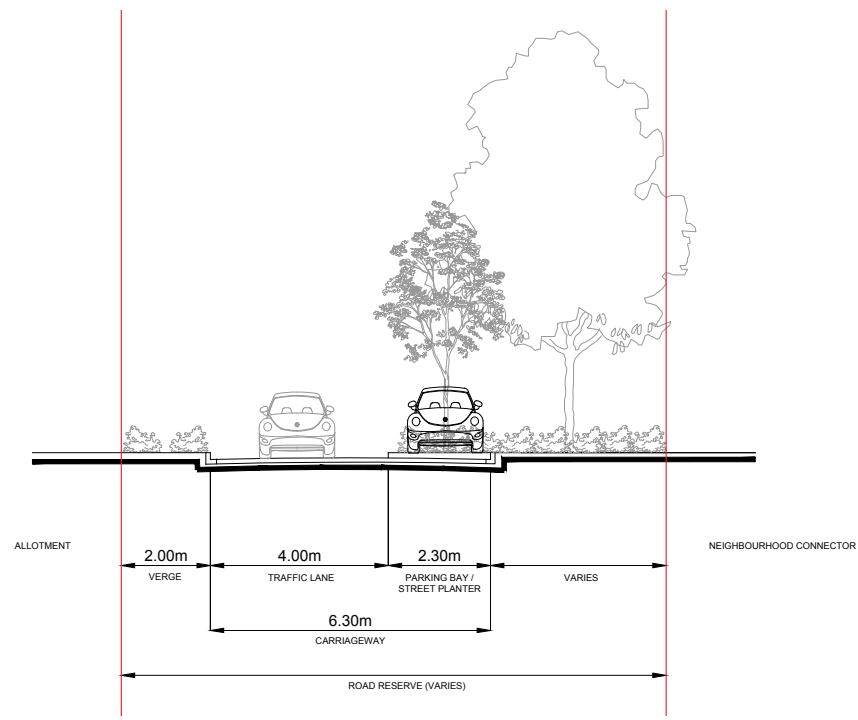 ALLOTMENT
NEIGHBOURHOOD CONNECTOR
2.00m
4.00m
2.30m
VERGE
TRAFFIC LANE
PARKING BAY /
STREET PLANTER
VARIES
6.30m
CARRIAGEWAY
ROAD RESERVE (VARIES)